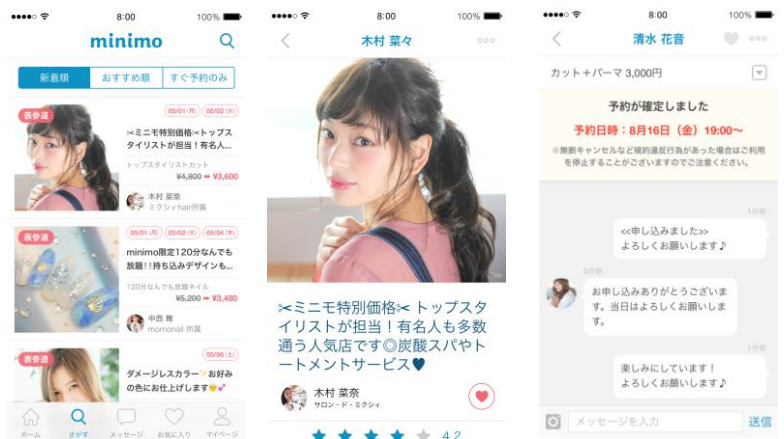 8:00
100%
minimo
新着順
おすすめ順
すぐ予約のみ
表参道
05/01(月) 05/02(火)
✂ミニモ特別価格✂トップス
タイリストが担当！有名人...
トップスタイリストカット
¥4,800 ➡ ¥3,600
木村 菜奈
ミクシィhair所属
表参道
05/01(月) 05/02(火) 05/04(木)
minimo限定120分なんでも
放題!!持ち込みデザインも...
120分なんでも放題ネイル
¥5,200 ➡ ¥3,480
中西 舞
momonail 所属
表参道
05/06(土)
ダメージレスカラー✨お好み
の色にお仕上げします😊💕
ホーム
さがす
メッセージ
お気に入り
マイページ
8:00
100%
木村 菜々
✂ミニモ特別価格✂ トップスタ
イリストが担当！有名人も多数
通う人気店です◎炭酸スパやト
ートメントサービス♥
木村 菜奈
サロン・ド・ミクシィ
4.2
8:00
100%
清水 花音
カット＋パーマ 3,000円
予約が確定しました
予約日時：8月16日（金）19:00〜
※無断キャンセルなど規約違反行為があった場合はご利用
を停止することがございますのでご注意ください。
1分前
<<申し込みました>>
よろしくお願いします♪
3分前
お申し込みありがとうございま
す。当日はよろしくお願いしま
す。
1分前
楽しみにしています！
よろしくお願いします♪
メッセージを入力
送信